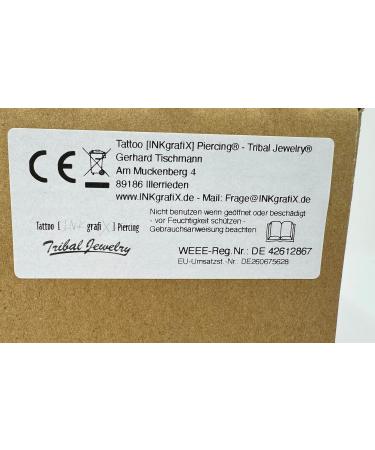 Tattoo [INKgrafiX] Piercing® - Tribal Jewelry®
Gerhard Tischmann
Am Muckenberg 4
89186 Illerrieden
www.INKgrafiX.de - Mail: Frage@INKgrafiX.de
Nicht benutzen wenn geöffnet oder beschädigt
- vor Feuchtigkeit schützen -
Gebrauchsanweisung beachten
Tattoo [INKgrafiX] Piercing
Tribal Jewelry
WEEE-Reg.Nr.: DE 42612867
EU-Umsatzst.-Nr.: DE260675628
CE